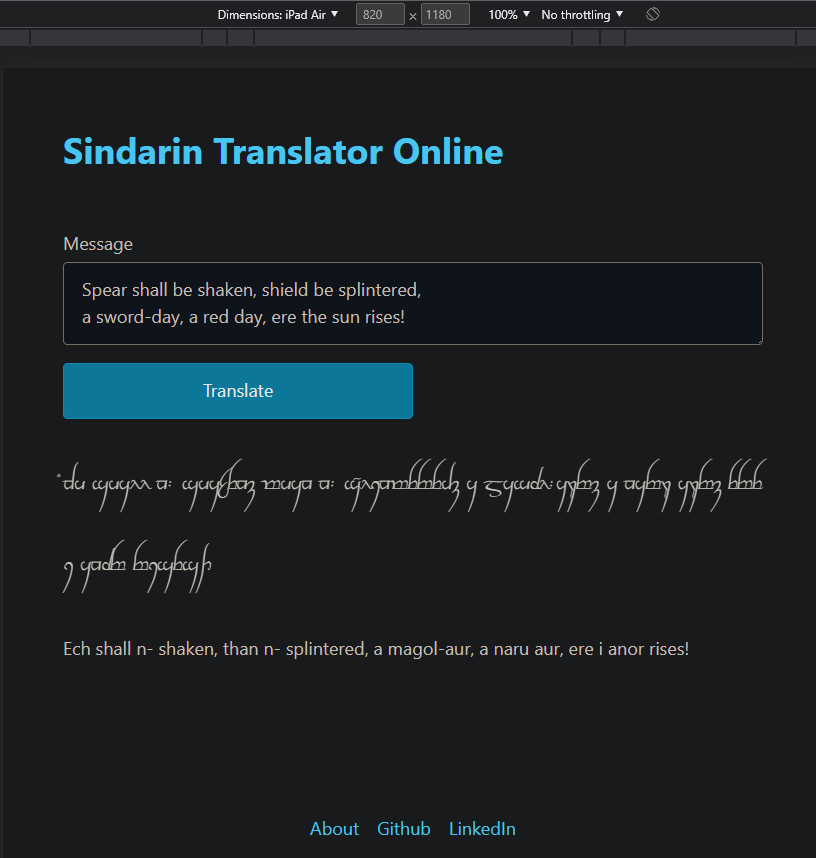 Dimensions: iPad Air ▼ 820 × 1180 100% ▼ No throttling ▼
Sindarin Translator Online
Message
Spear shall be shaken, shield be splintered,
a sword-day, a red day, ere the sun rises!
Translate
Ech shall n- shaken, than n- splintered, a magol-aur, a naru aur, ere i anor rises!
About Github LinkedIn